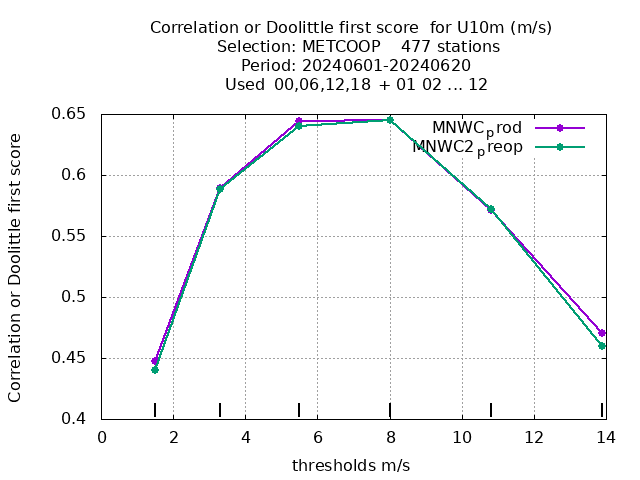 Correlation or Doolittle first score  for U10m (m/s)
Selection: METCOOP    477 stations
Period: 20240601-20240620
Used  00,06,12,18 + 01 02 ... 12
MNWCprod
MNWC2preop
Correlation or Doolittle first score
0.65
0.6
0.55
0.5
0.45
0.4
0 2 4 6 8 10 12 14
thresholds m/s